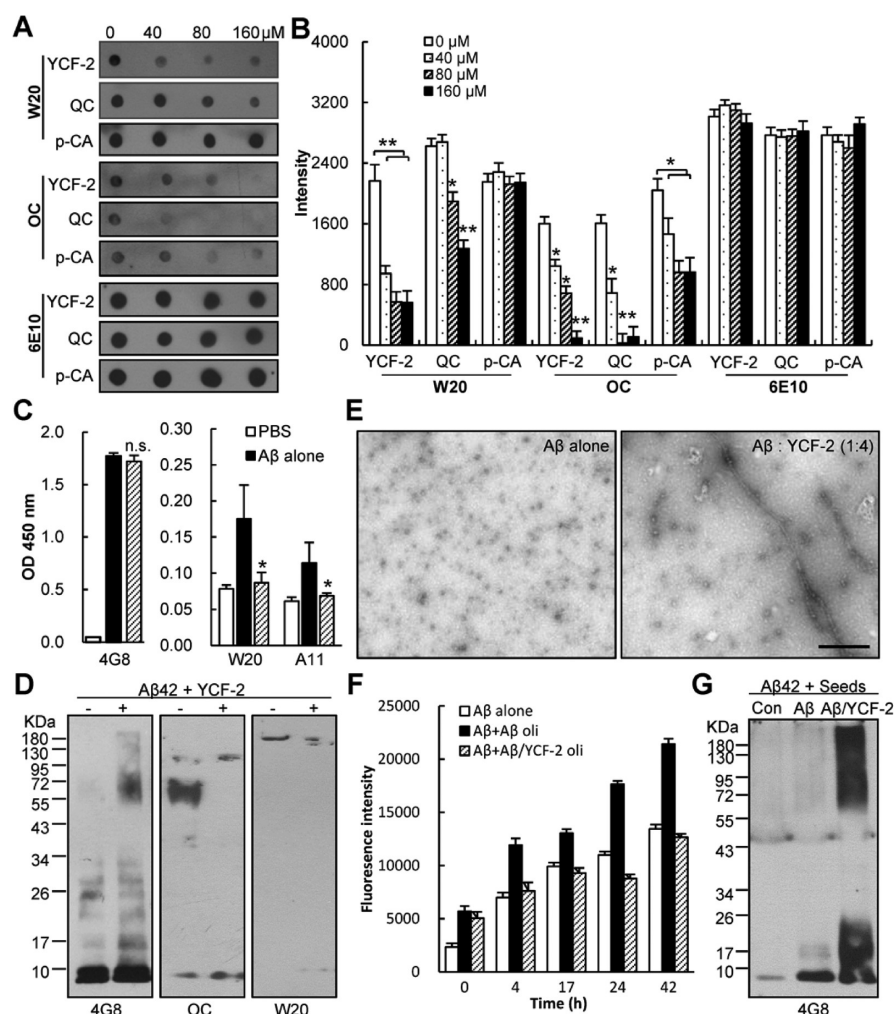 A
0 40 80 160μM
YCF-2
QC
p-CA
W20
YCF-2
QC
p-CA
OC
YCF-2
QC
p-CA
6E10
B
4000
3200
2400
1600
800
0
Intensity
0 μM
40 μM
80 μM
160 μM
** * ** * * ** * ** *
YCF-2 QC p-CA YCF-2 QC p-CA YCF-2 QC p-CA
W20 OC 6E10
C
OD 450 nm
2.0
1.5
1.0
0.5
0.0
n.s.
4G8
0.30
0.25
0.20
0.15
0.10
0.05
0.00
PBS
Aβ alone
* *
W20 A11
E
Aβ alone
Aβ : YCF-2 (1:4)
D
Aβ42 + YCF-2
- + - + - +
KDa
180
130
95
72
55
43
34
26
17
10
4G8 OC W20
F
25000
20000
15000
10000
5000
0
Fluoresence intensity
Aβ alone
Aβ+Aβ oli
Aβ+Aβ/YCF-2 oli
0 4 17 24 42
Time (h)
G
Aβ42 + Seeds
KDa Con Aβ Aβ/YCF-2
180
130
95
72
55
43
34
26
17
10
4G8